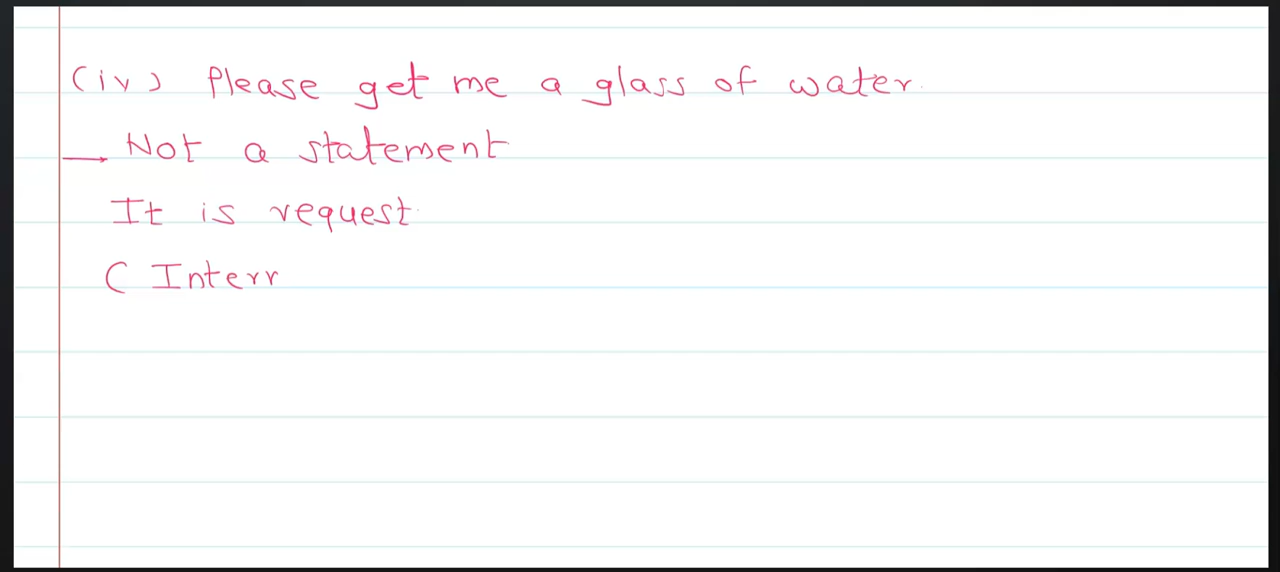 (iv) Please get me a glass of water.
→ Not a statement
It is request.
( Interr